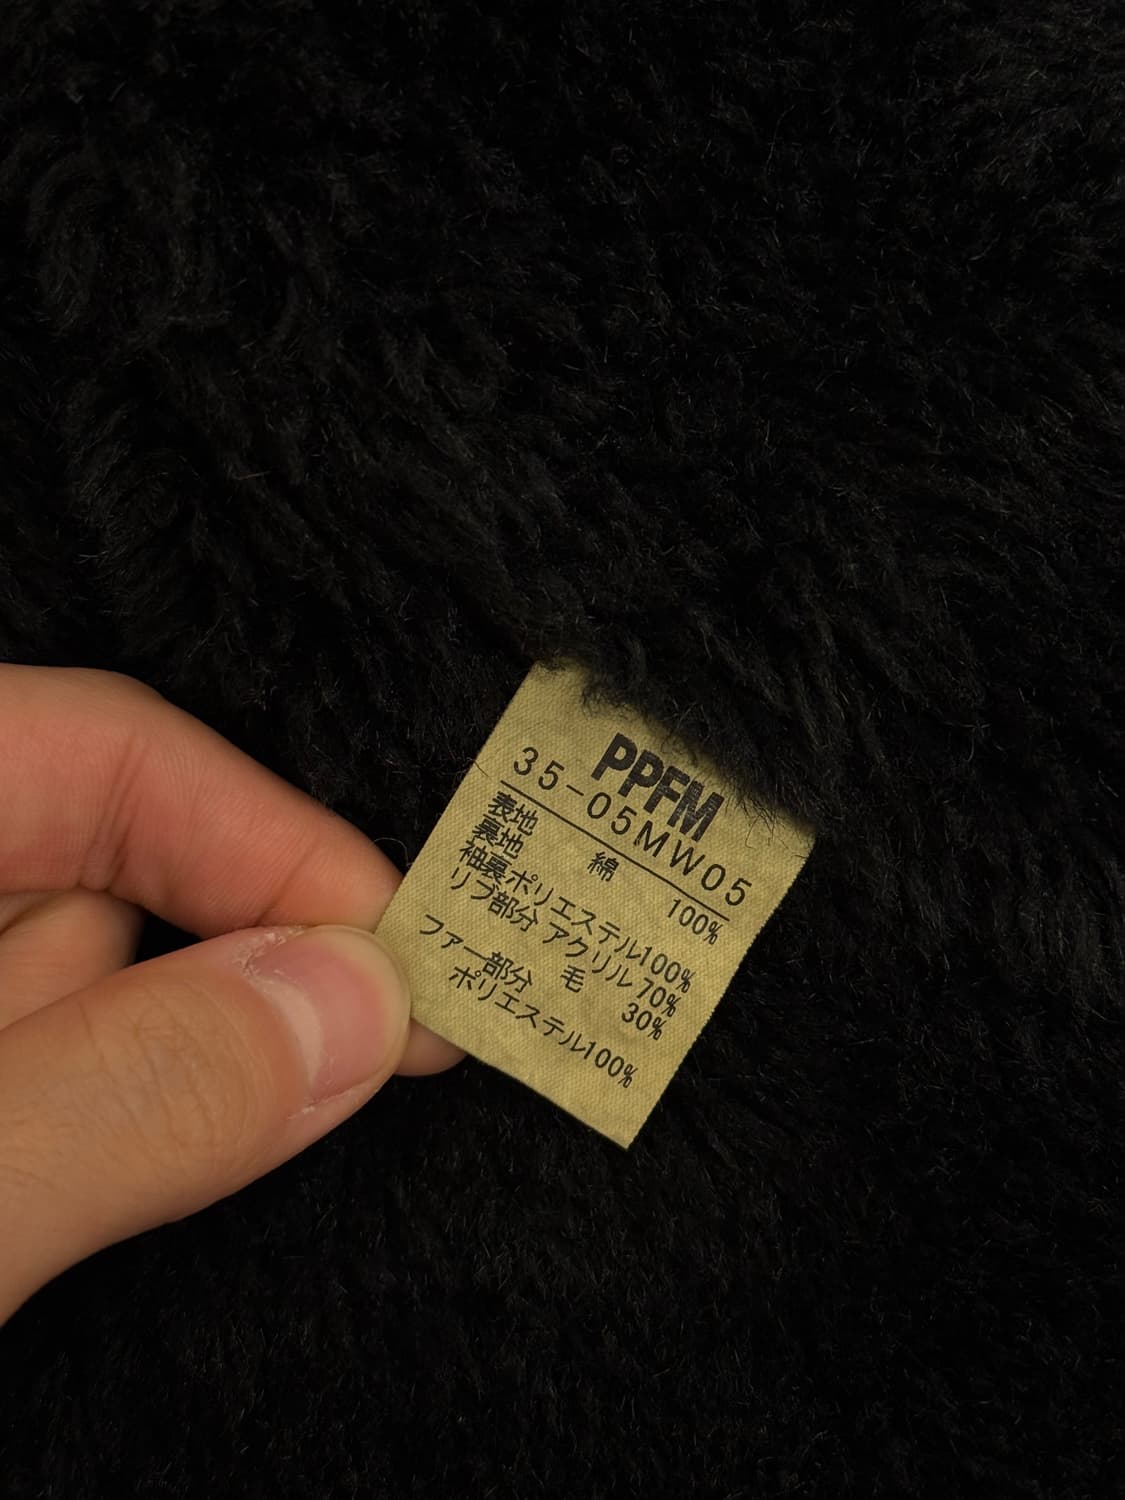 PPFM
35-05MW05
表地 綿 100%
裏地
袖裏ポリエステル100%
リブ部分 アクリル 70%
毛 30%
ファー部分
ポリエステル100%